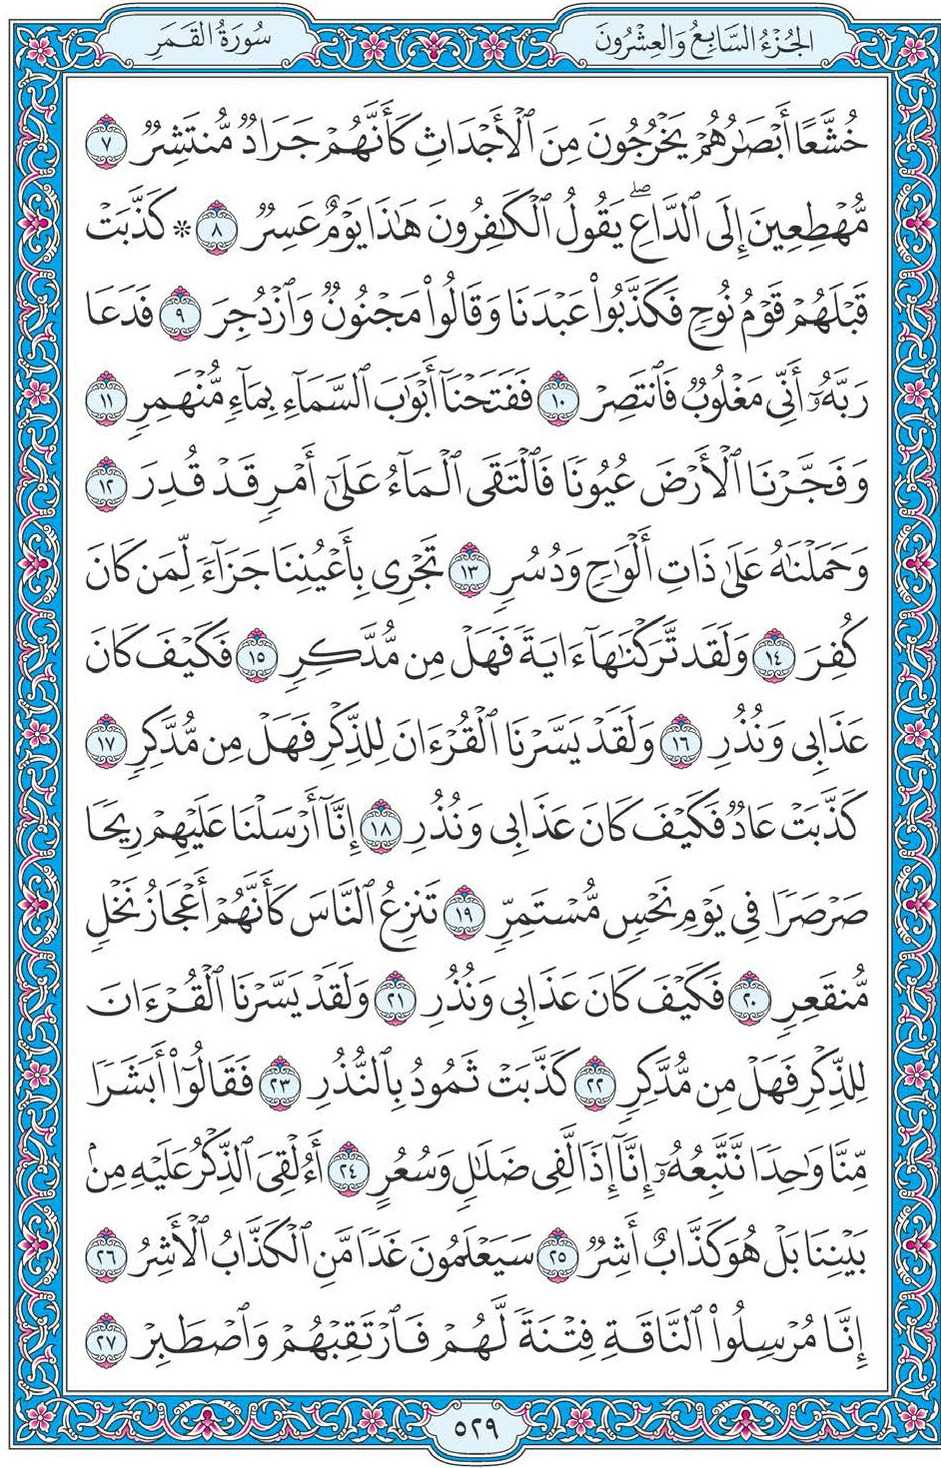 الجُزْءُ السَّابِعُ وَالعِشْرُونَ
سُورَةُ القَمَرِ
خُشَّعًا أَبْصَٰرُهُمْ يَخْرُجُونَ مِنَ ٱلْأَجْدَاثِ كَأَنَّهُمْ جَرَادٌ مُّنتَشِرٌ ٧
مُّهْطِعِينَ إِلَى ٱلدَّاعِ ۖ يَقُولُ ٱلْكَٰفِرُونَ هَٰذَا يَوْمٌ عَسِرٌ ٨ * كَذَّبَتْ
قَبْلَهُمْ قَوْمُ نُوحٍ فَكَذَّبُوا۟ عَبْدَنَا وَقَالُوا۟ مَجْنُونٌ وَٱزْدُجِرَ ٩ فَدَعَا
رَبَّهُۥٓ أَنِّى مَغْلُوبٌ فَٱنتَصِرْ ١٠ فَفَتَحْنَآ أَبْوَٰبَ ٱلسَّمَآءِ بِمَآءٍ مُّنْهَمِرٍ ١١
وَفَجَّرْنَا ٱلْأَرْضَ عُيُونًا فَٱلْتَقَى ٱلْمَآءُ عَلَىٰٓ أَمْرٍ قَدْ قُدِرَ ١٢
وَحَمَلْنَٰهُ عَلَىٰ ذَاتِ أَلْوَٰحٍ وَدُسُرٍ ١٣ تَجْرِى بِأَعْيُنِنَا جَزَآءً لِّمَن كَانَ
كُفِرَ ١٤ وَلَقَد تَّرَكْنَٰهَآ ءَايَةً فَهَلْ مِن مُّدَّكِرٍ ١٥ فَكَيْفَ كَانَ
عَذَابِى وَنُذُرِ ١٦ وَلَقَدْ يَسَّرْنَا ٱلْقُرْءَانَ لِلذِّكْرِ فَهَلْ مِن مُّدَّكِرٍ ١٧
كَذَّبَتْ عَادٌ فَكَيْفَ كَانَ عَذَابِى وَنُذُرِ ١٨ إِنَّآ أَرْسَلْنَا عَلَيْهِمْ رِيحًا
صَرْصَرًا فِى يَوْمِ نَحْسٍ مُّسْتَمِرٍّ ١٩ تَنزِعُ ٱلنَّاسَ كَأَنَّهُمْ أَعْجَازُ نَخْلٍ
مُّنقَعِرٍ ٢٠ فَكَيْفَ كَانَ عَذَابِى وَنُذُرِ ٢١ وَلَقَدْ يَسَّرْنَا ٱلْقُرْءَانَ
لِلذِّكْرِ فَهَلْ مِن مُّدَّكِرٍ ٢٢ كَذَّبَتْ ثَمُودُ بِٱلنُّذُرِ ٢٣ فَقَالُوٓا۟ أَبَشَرًا
مِّنَّا وَٰحِدًا نَّتَّبِعُهُۥٓ إِنَّآ إِذًا لَّفِى ضَلَٰلٍ وَسُعُرٍ ٢٤ أَءُلْقِىَ ٱلذِّكْرُ عَلَيْهِ مِنۢ
بَيْنِنَا بَلْ هُوَ كَذَّابٌ أَشِرٌ ٢٥ سَيَعْلَمُونَ غَدًا مَّنِ ٱلْكَذَّابُ ٱلْأَشِرُ ٢٦
إِنَّا مُرْسِلُوا۟ ٱلنَّاقَةِ فِتْنَةً لَّهُمْ فَٱرْتَقِبْهُمْ وَٱصْطَبِرْ ٢٧
٥٢٩